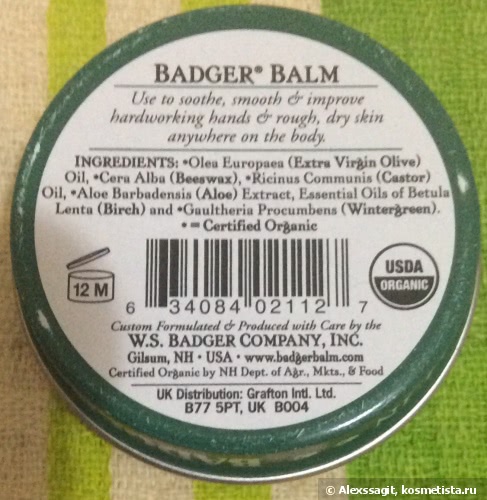 BADGER® BALM
Use to soothe, smooth & improve
hardworking hands & rough, dry skin
anywhere on the body.
INGREDIENTS: •Olea Europaea (Extra Virgin Olive)
Oil, •Cera Alba (Beeswax), •Ricinus Communis (Castor)
Oil, •Aloe Barbadensis (Aloe) Extract, Essential Oils of Betula
Lenta (Birch) and •Gaultheria Procumbens (Wintergreen).
• = Certified Organic
12 M
6 34084 02112 7
USDA
ORGANIC
Custom Formulated & Produced with Care by the
W.S. BADGER COMPANY, INC.
Gilsum, NH • USA • www.badgerbalm.com
Certified Organic by NH Dept. of Agr., Mkts., & Food
UK Distribution: Grafton Intl. Ltd.
B77 5PT, UK B004
© Alexssagit, kosmetista.ru